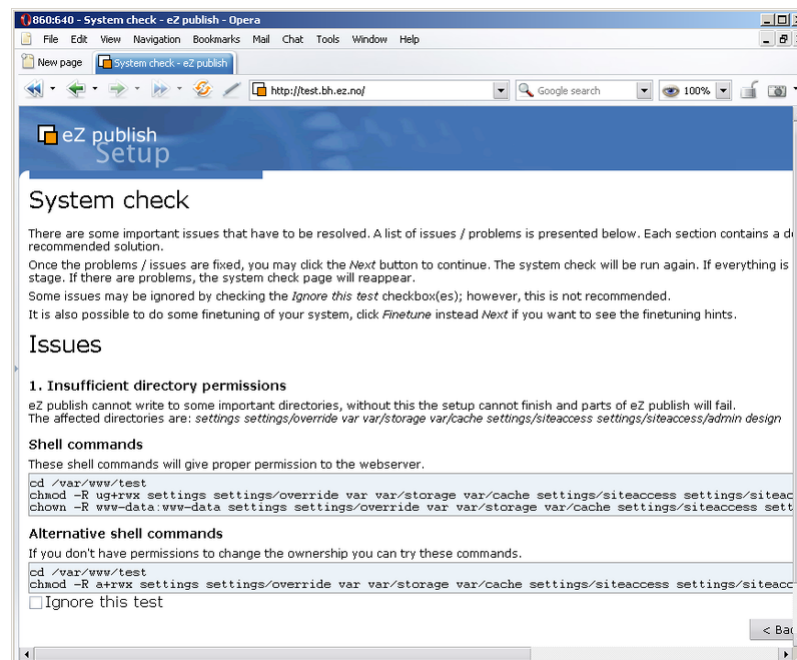 860:640 - System check - eZ publish - Opera
File Edit View Navigation Bookmarks Mail Chat Tools Window Help
New page System check - eZ publish
http://test.bh.ez.no/ Google search 100%
eZ publish
Setup
System check
There are some important issues that have to be resolved. A list of issues / problems is presented below. Each section contains a
recommended solution.
Once the problems / issues are fixed, you may click the Next button to continue. The system check will be run again. If everything is
stage. If there are problems, the system check page will reappear.
Some issues may be ignored by checking the Ignore this test checkbox(es); however, this is not recommended.
It is also possible to do some finetuning of your system, click Finetune instead Next if you want to see the finetuning hints.
Issues
1. Insufficient directory permissions
eZ publish cannot write to some important directories, without this the setup cannot finish and parts of eZ publish will fail.
The affected directories are: settings settings/override var var/storage var/cache settings/siteaccess settings/siteaccess/admin design
Shell commands
These shell commands will give proper permission to the webserver.
cd /var/www/test
chmod -R ug+rwx settings settings/override var var/storage var/cache settings/siteaccess settings/siteac
chown -R www-data:www-data settings settings/override var var/storage var/cache settings/siteaccess sett
Alternative shell commands
If you don't have permissions to change the ownership you can try these commands.
cd /var/www/test
chmod -R a+rwx settings settings/override var var/storage var/cache settings/siteaccess settings/siteacc
Ignore this test
< Bac